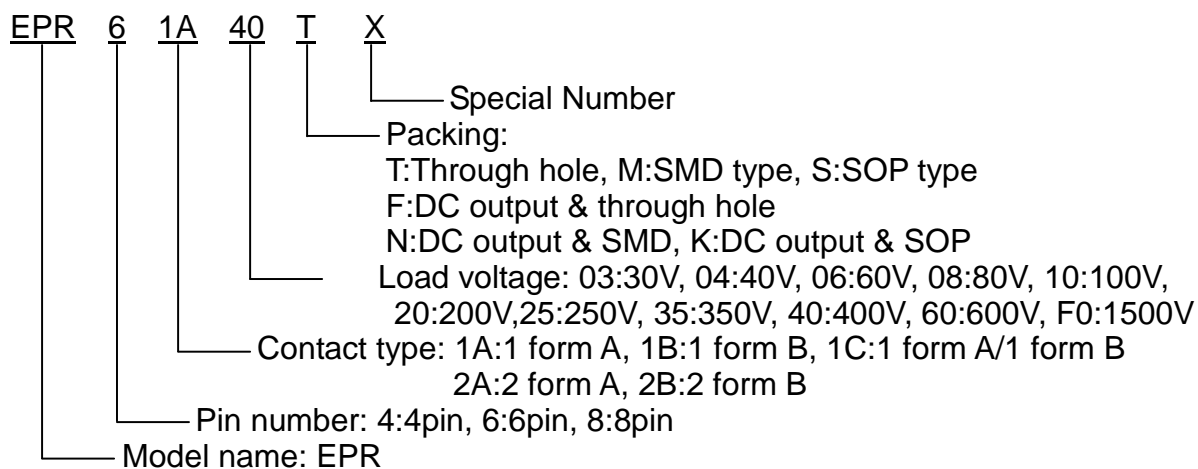 EPR 6 1A 40 T X
Special Number
Packing:
T:Through hole, M:SMD type, S:SOP type
F:DC output & through hole
N:DC output & SMD, K:DC output & SOP
Load voltage: 03:30V, 04:40V, 06:60V, 08:80V, 10:100V,
20:200V,25:250V, 35:350V, 40:400V, 60:600V, F0:1500V
Contact type: 1A:1 form A, 1B:1 form B, 1C:1 form A/1 form B
2A:2 form A, 2B:2 form B
Pin number: 4:4pin, 6:6pin, 8:8pin
Model name: EPR